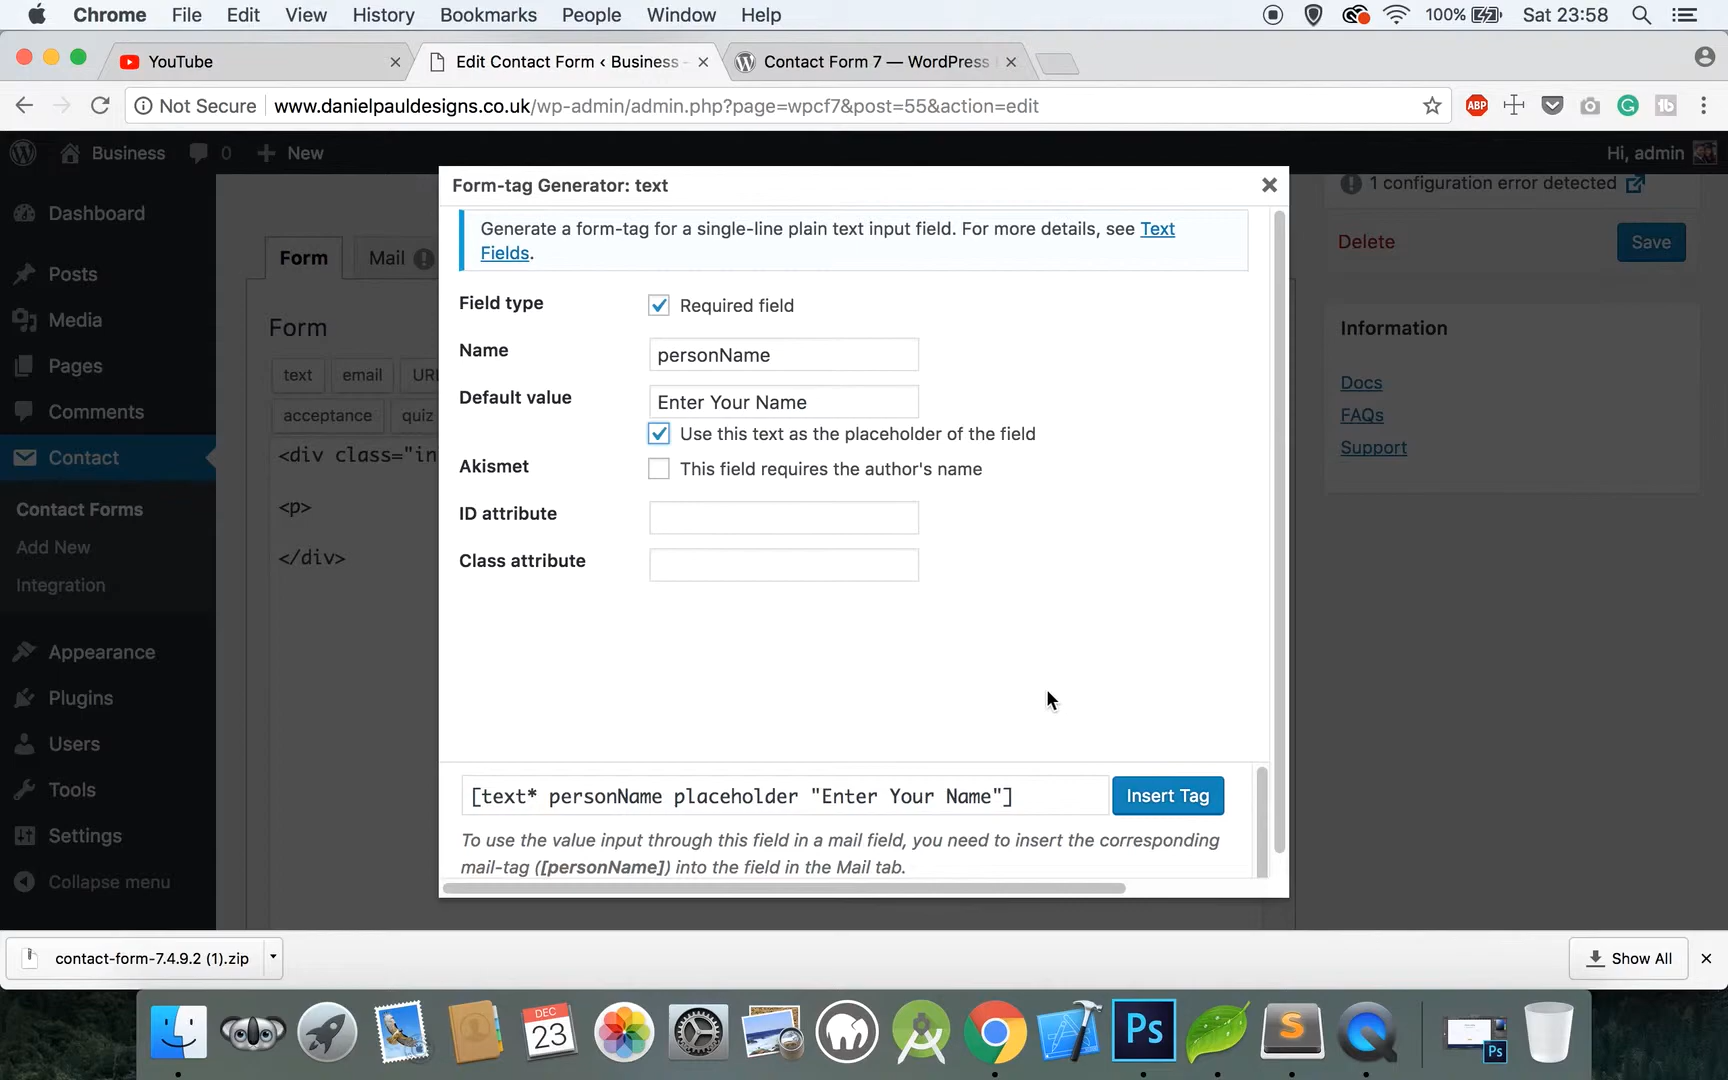 Chrome File Edit View History Bookmarks People Window Help 100% Sat 23:58
YouTube
Edit Contact Form ‹ Business -
Contact Form 7 — WordPress
Not Secure www.danielpauldesigns.co.uk/wp-admin/admin.php?page=wpcf7&post=55&action=edit
ABP
Business 0 New Hi, admin
Dashboard
Posts
Media
Pages
Comments
Contact
Contact Forms
Add New
Integration
Appearance
Plugins
Users
Tools
Settings
Collapse menu
Form Mail
Form
text email URL
acceptance quiz
<div class="in
<p>
</div>
Form-tag Generator: text
Generate a form-tag for a single-line plain text input field. For more details, see Text
Fields.
Field type Required field
Name personName
Default value Enter Your Name
Use this text as the placeholder of the field
Akismet This field requires the author's name
ID attribute
Class attribute
[text* personName placeholder "Enter Your Name"] Insert Tag
To use the value input through this field in a mail field, you need to insert the corresponding
mail-tag ([personName]) into the field in the Mail tab.
1 configuration error detected
Delete Save
Information
Docs
FAQs
Support
contact-form-7.4.9.2 (1).zip Show All
DEC
23
Ps
S
Ps